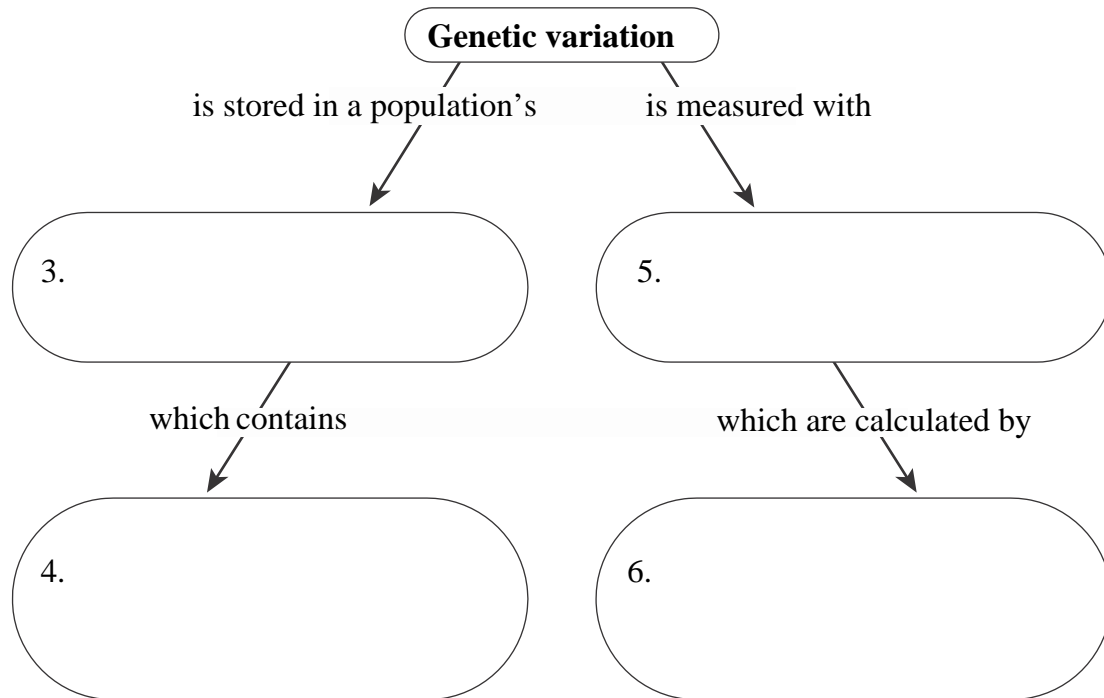 Genetic variation
is stored in a population’s
is measured with
3.
5.
which contains
which are calculated by
4.
6.